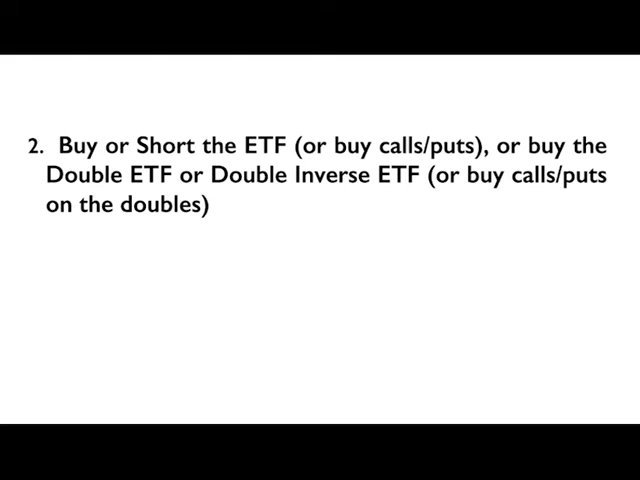 2. Buy or Short the ETF (or buy calls/puts), or buy the
Double ETF or Double Inverse ETF (or buy calls/puts
on the doubles)